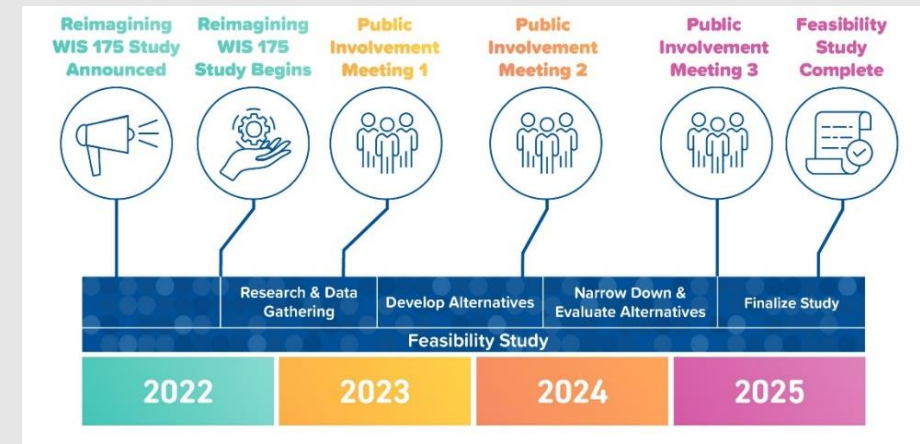 Reimagining
WIS 175 Study
Announced
Reimagining
WIS 175
Study Begins
Public
Involvement
Meeting 1
Public
Involvement
Meeting 2
Public
Involvement
Meeting 3
Feasibility
Study
Complete
Research & Data
Gathering
Develop Alternatives
Narrow Down &
Evaluate Alternatives
Finalize Study
Feasibility Study
2022
2023
2024
2025